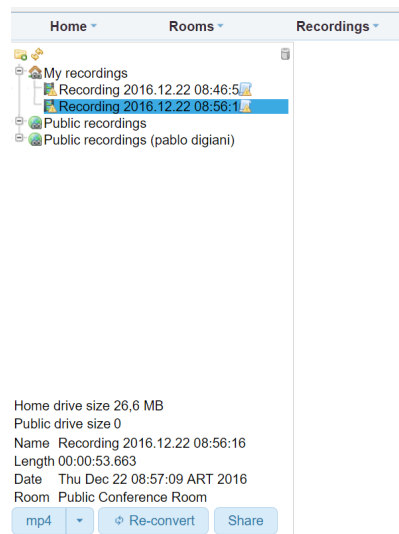 Home Rooms Recordings
My recordings
Recording 2016.12.22 08:46:5
Recording 2016.12.22 08:56:1
Public recordings
Public recordings (pablo digiani)
Home drive size 26,6 MB
Public drive size 0
Name Recording 2016.12.22 08:56:16
Length 00:00:53.663
Date Thu Dec 22 08:57:09 ART 2016
Room Public Conference Room
mp4 Re-convert Share